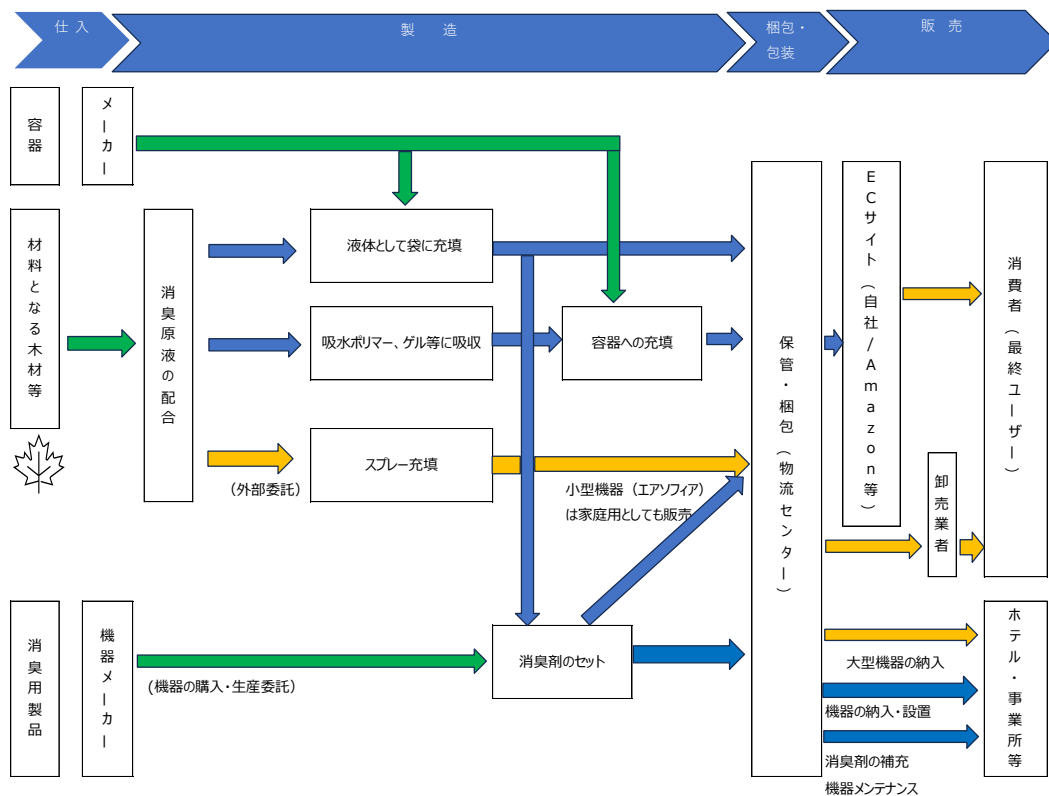 仕 入
製 造
梱包・
包装
販 売
容器
メーカー
材料となる木材等
消臭原液の配合
液体として袋に充填
吸水ポリマー、ゲル等に吸収
容器への充填
スプレー充填
(外部委託)
小型機器（エアソフィア)
は家庭用としても販売
保管・梱包(物流センター)
ECサイト(自社/Amazon等)
卸売業者
消費者(最終ユーザー)
消臭用製品
機器メーカー
(機器の購入・生産委託)
消臭剤のセット
大型機器の納入
機器の納入・設置
消臭剤の補充
機器メンテナンス
ホテル・事業所等